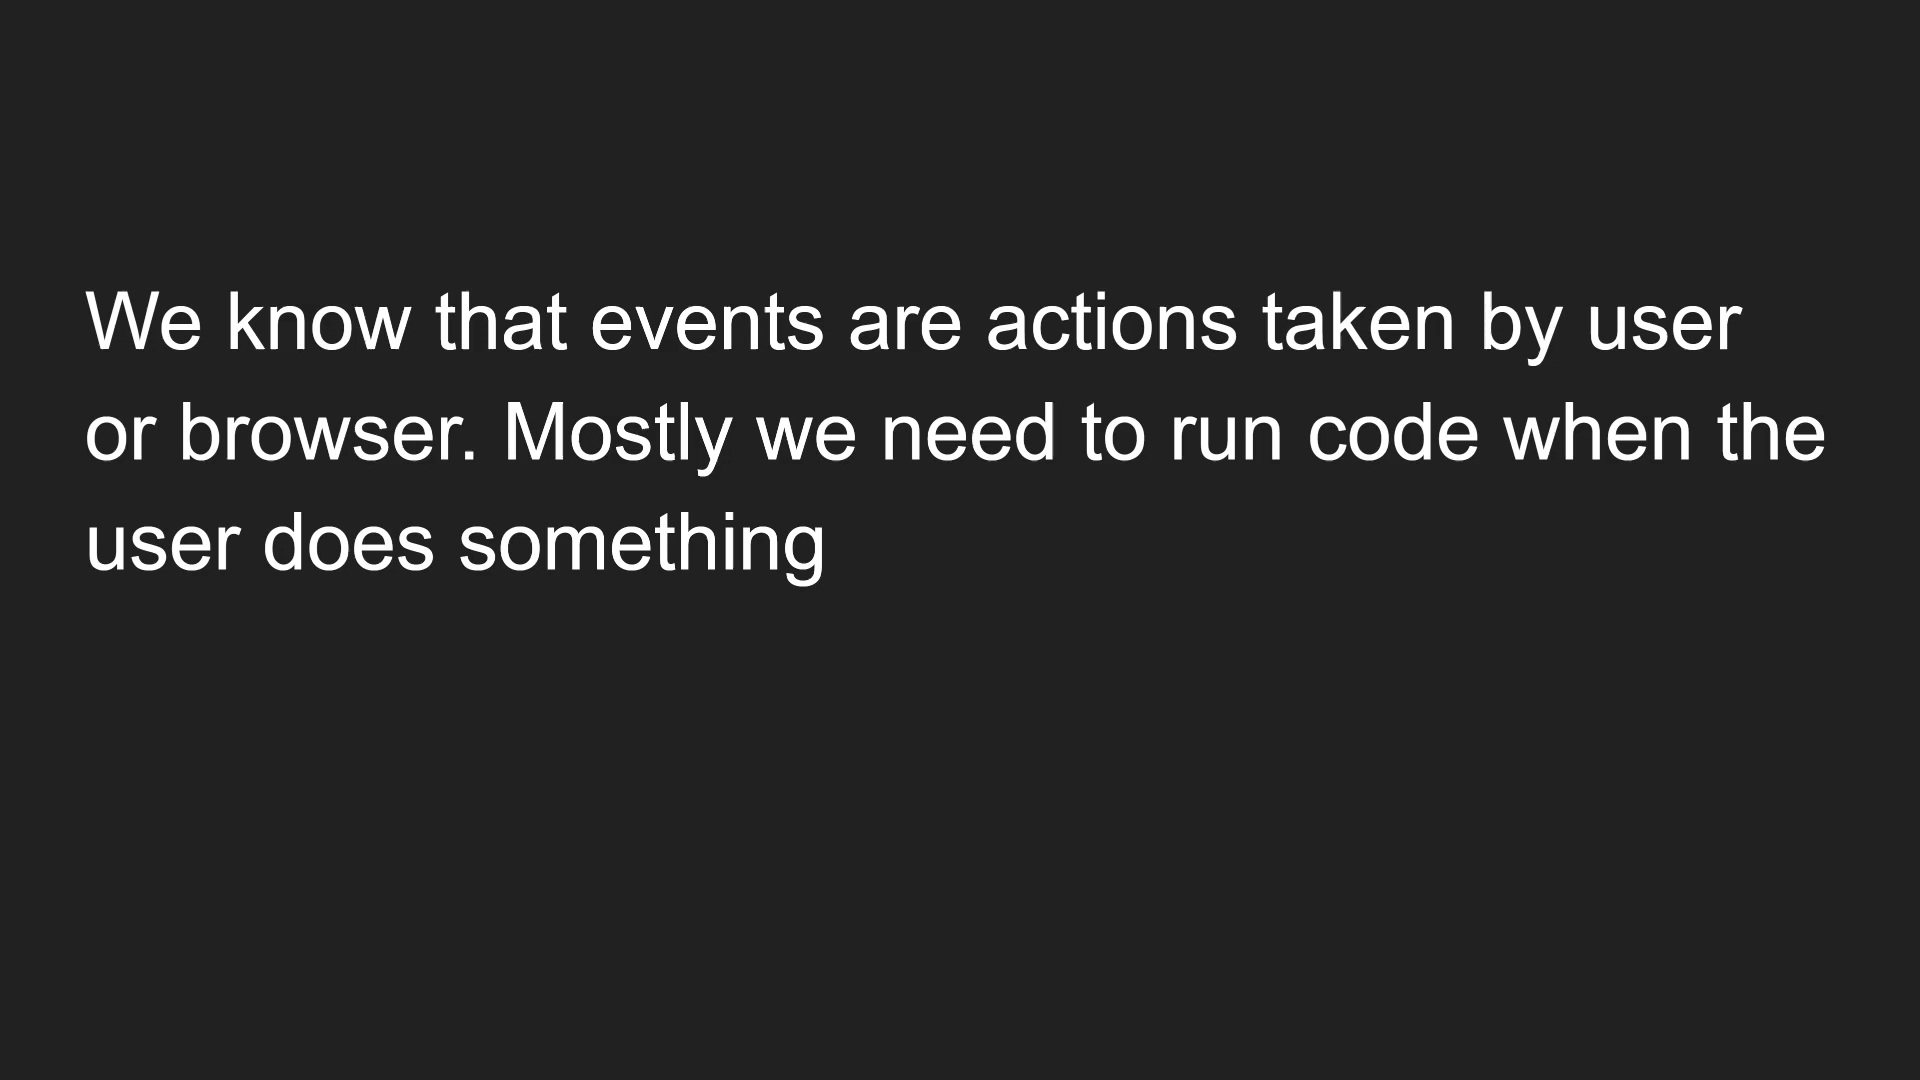 We know that events are actions taken by user
or browser. Mostly we need to run code when the
user does something